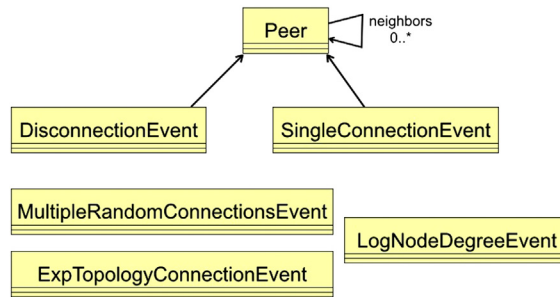 Peer
neighbors
0..*
DisconnectionEvent
SingleConnectionEvent
MultipleRandomConnectionsEvent
LogNodeDegreeEvent
ExpTopologyConnectionEvent